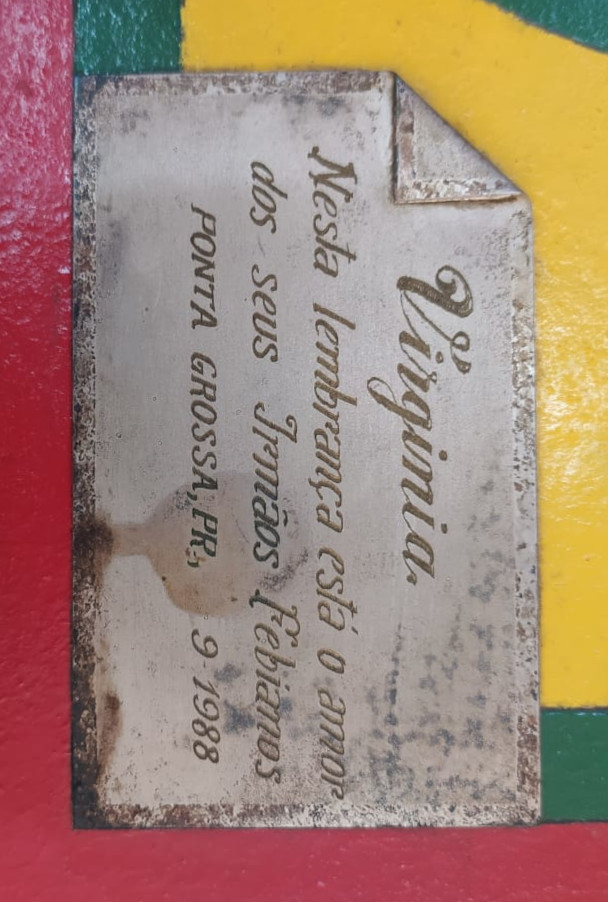 Virginia.
Nesta lembrança está o amor
dos seus Irmãos Febianos
PONTA GROSSA, PR, 9-1988